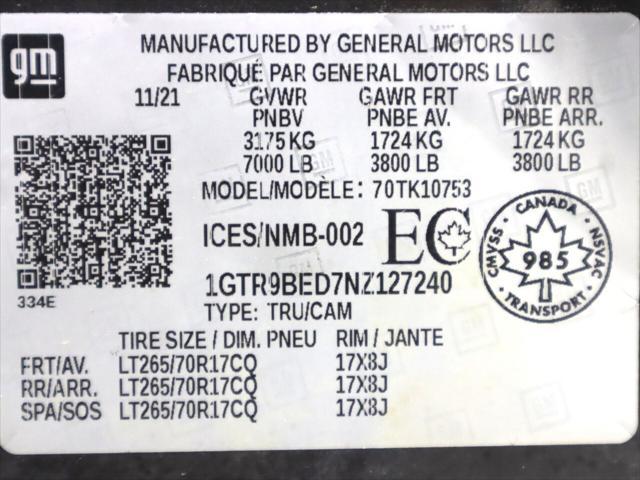 gm
MANUFACTURED BY GENERAL MOTORS LLC
FABRIQUÉ PAR GENERAL MOTORS LLC
11/21 GVWR GAWR FRT GAWR RR
PNBV PNBE AV. PNBE ARR.
3175 KG 1724 KG 1724 KG
7000 LB 3800 LB 3800 LB
MODEL/MODÈLE: 70TK10753
ICES/NMB-002 EC
CANADA
CMVSS 985 NSVAC
TRANSPORT
1GTR9BED7NZ127240
334E
TYPE: TRU/CAM
TIRE SIZE / DIM. PNEU RIM / JANTE
FRT/AV. LT265/70R17CQ 17X8J
RR/ARR. LT265/70R17CQ 17X8J
SPA/SOS LT265/70R17CQ 17X8J